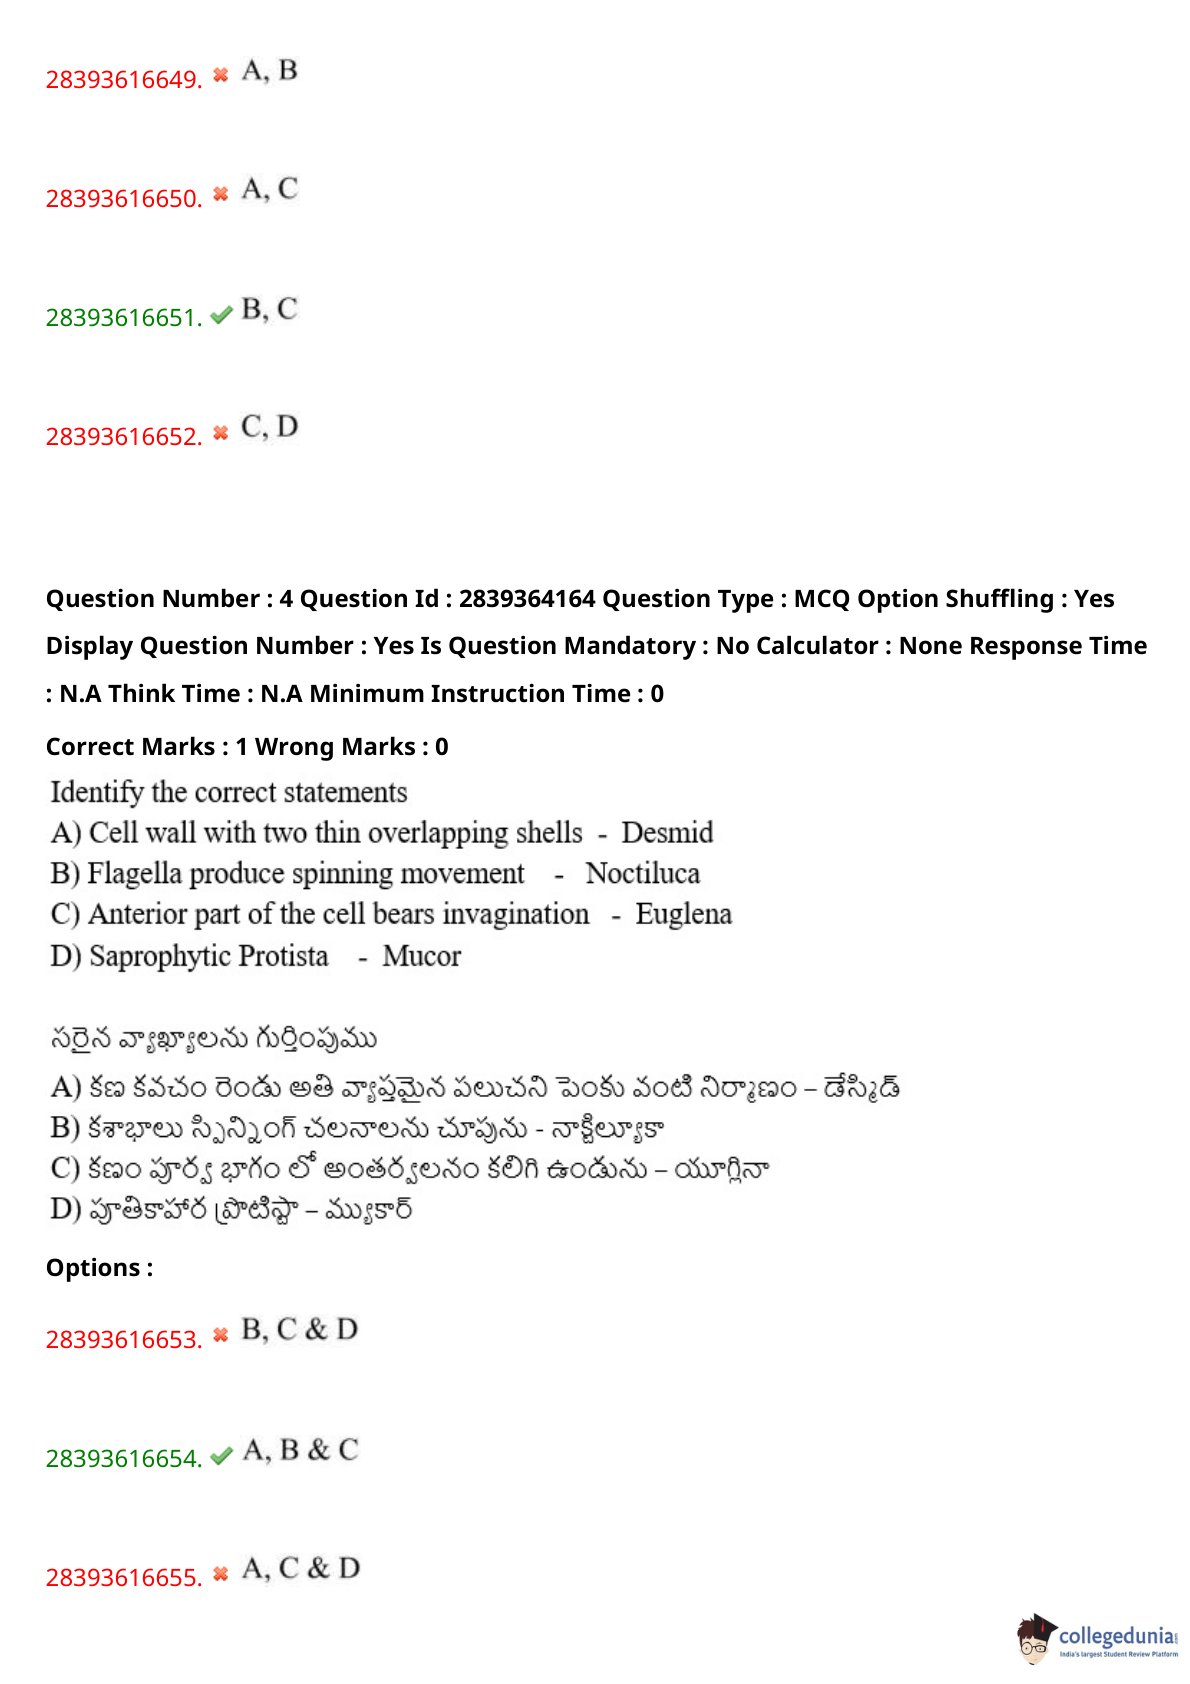 28393616649. A, B
28393616650. A, C
28393616651. B, C
28393616652. C, D
Question Number : 4 Question Id : 2839364164 Question Type : MCQ Option Shuffling : Yes
Display Question Number : Yes Is Question Mandatory : No Calculator : None Response Time
: N.A Think Time : N.A Minimum Instruction Time : 0
Correct Marks : 1 Wrong Marks : 0
Identify the correct statements
A) Cell wall with two thin overlapping shells - Desmid
B) Flagella produce spinning movement - Noctiluca
C) Anterior part of the cell bears invagination - Euglena
D) Saprophytic Protista - Mucor
సరైన వ్యాఖ్యాలను గుర్తింపుము
A) కణ కవచం రెండు అతి వ్యాప్తమైన పలుచని పెంకు వంటి నిర్మాణం – డేస్మిడ్
B) కశాభాలు స్పిన్నింగ్ చలనాలను చూపును - నాక్టిల్యూకా
C) కణం పూర్వ భాగం లో అంతర్వలనం కలిగి ఉండును – యూగ్లినా
D) పూతికాహార ప్రొటిస్టా – మ్యుకార్
Options :
28393616653. B, C & D
28393616654. A, B & C
28393616655. A, C & D
collegedunia
India's largest Student Review Platform